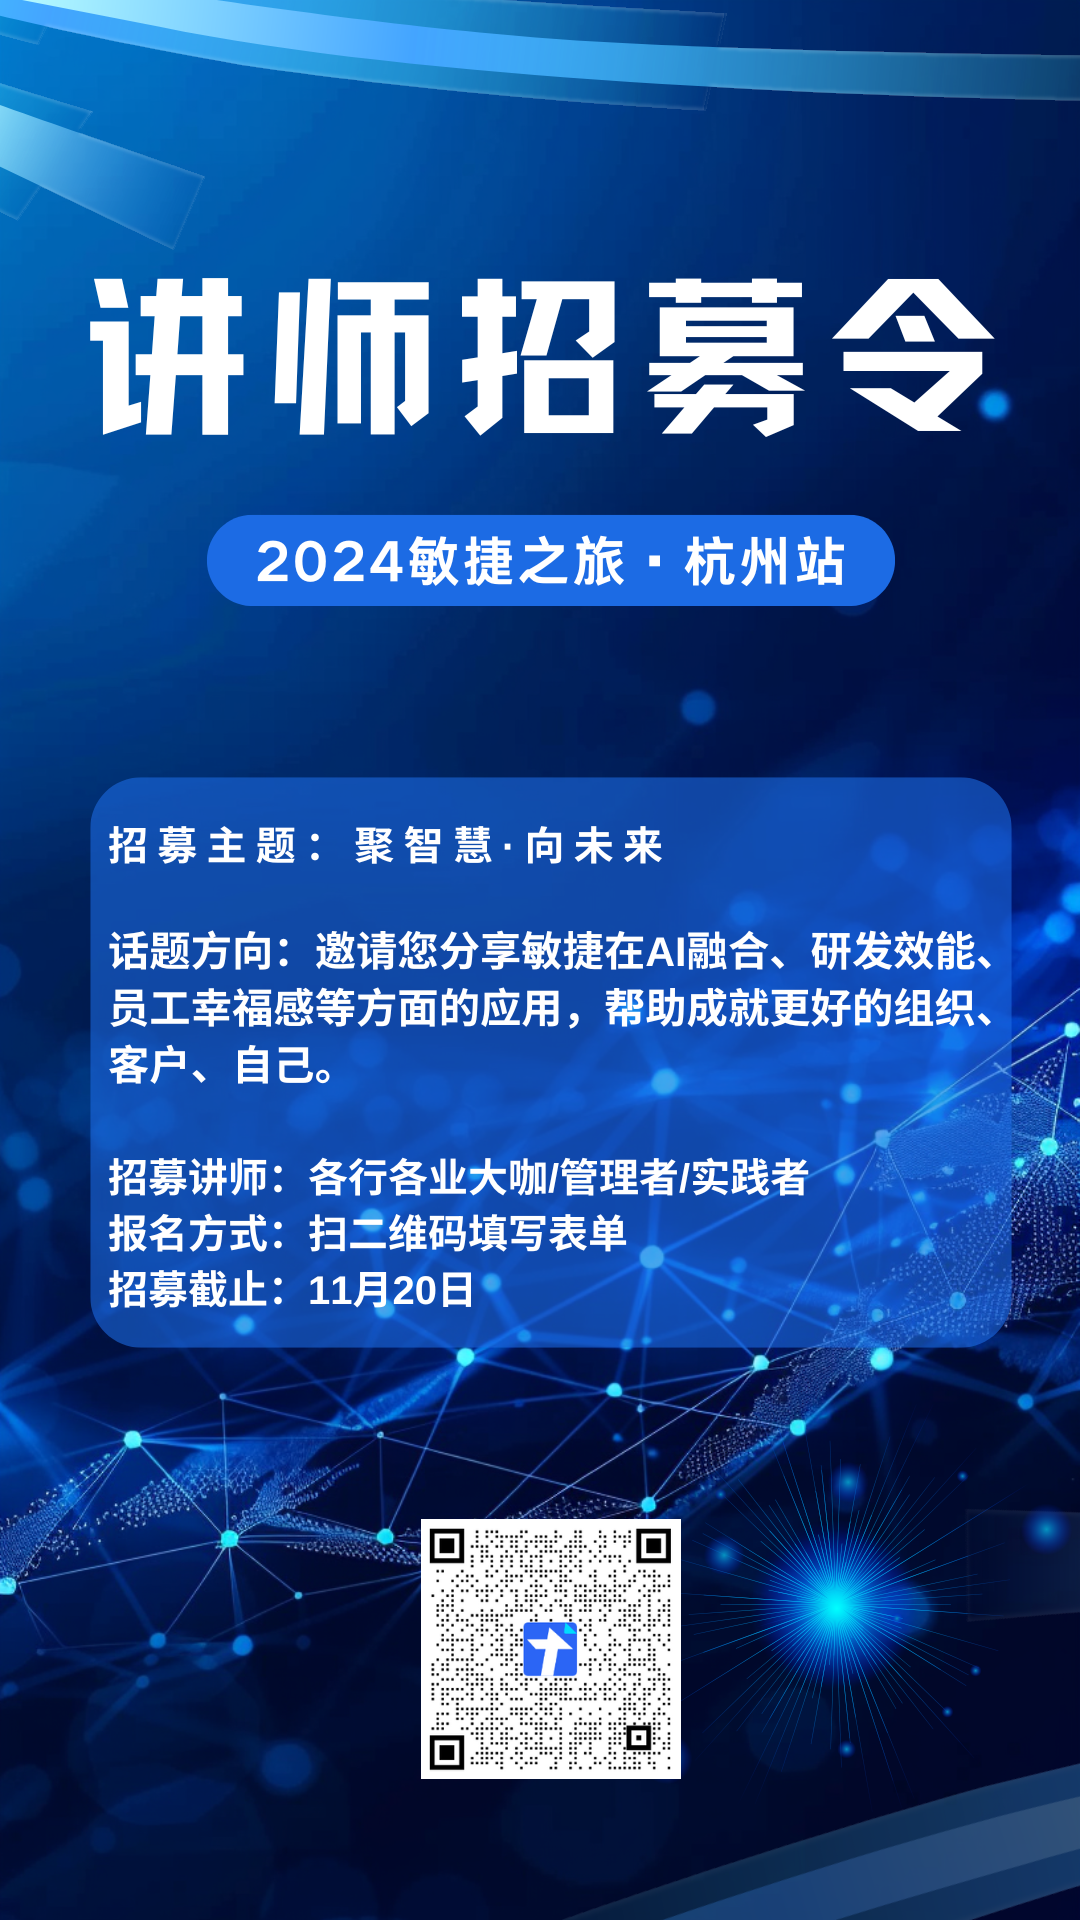 讲师招募令
2024敏捷之旅·杭州站
招募主题：聚智慧·向未来
话题方向：邀请您分享敏捷在AI融合、研发效能、
员工幸福感等方面的应用，帮助成就更好的组织、
客户、自己。
招募讲师：各行各业大咖/管理者/实践者
报名方式：扫二维码填写表单
招募截止：11月20日